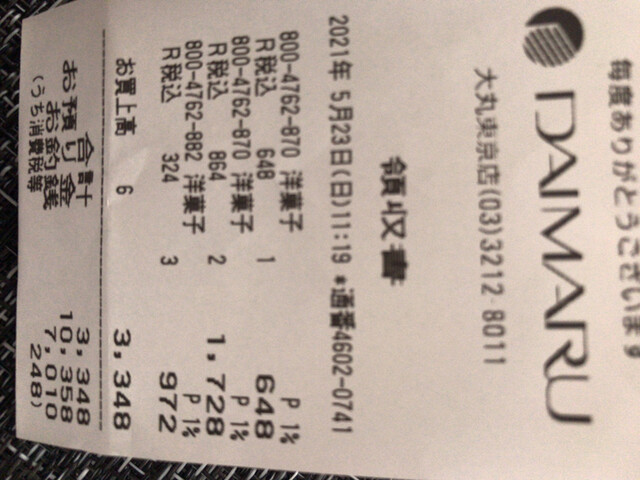 毎度ありがとうございます
DAIMARU
大丸東京店(03)3212-8011
領収書
2021年 5月23日(日)11:19 *通番4602-0741
800-4762-870 洋菓子 P 1%
R税込 648 1 648
800-4762-870 洋菓子 P 1%
R税込 864 2 1,728
800-4762-882 洋菓子 P 1%
R税込 324 3 972
お買上高 6 3,348
合計 3,348
お預り金 10,358
お釣銭 7,010
(うち消費税等 248)